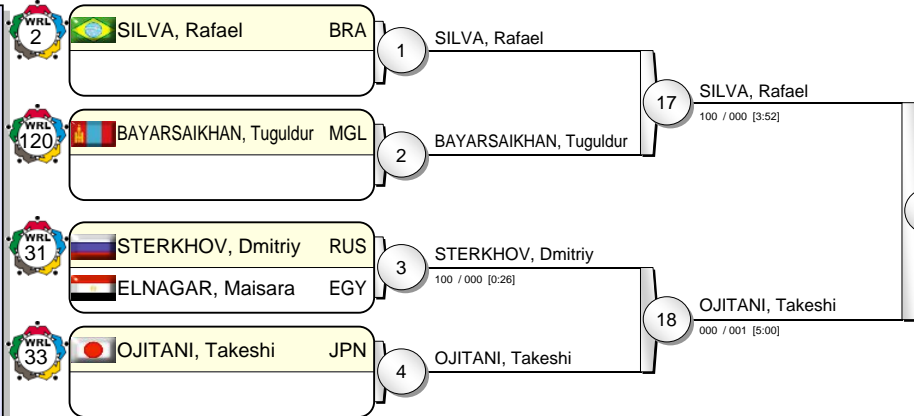 WRL
2
SILVA, Rafael BRA
1
SILVA, Rafael
WRL
120
BAYARSAIKHAN, Tuguldur MGL
2
BAYARSAIKHAN, Tuguldur
17
SILVA, Rafael
100 / 000 [3:52]
WRL
31
STERKHOV, Dmitriy RUS
ELNAGAR, Maisara EGY
3
STERKHOV, Dmitriy
100 / 000 [0:26]
WRL
33
OJITANI, Takeshi JPN
4
OJITANI, Takeshi
18
OJITANI, Takeshi
000 / 001 [5:00]